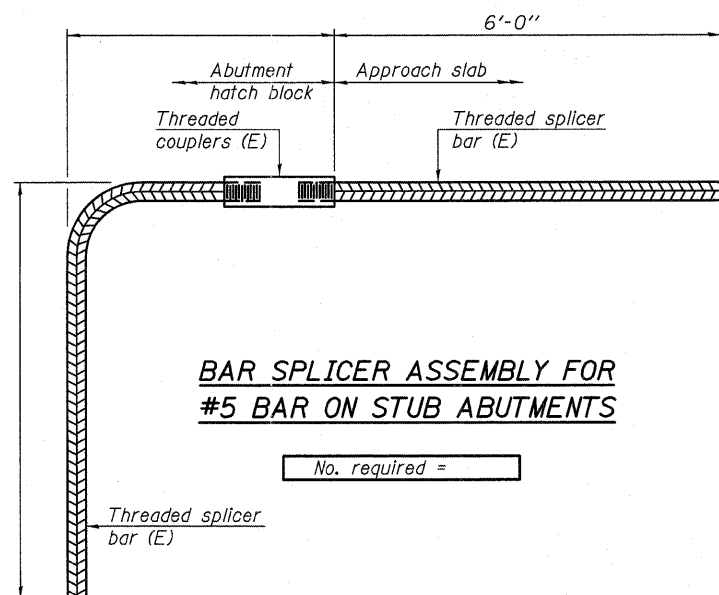 6'-0"
Abutment
hatch block
Approach slab
Threaded
couplers (E)
Threaded splicer
bar (E)
BAR SPLICER ASSEMBLY FOR
#5 BAR ON STUB ABUTMENTS
No. required =
Threaded splicer
bar (E)